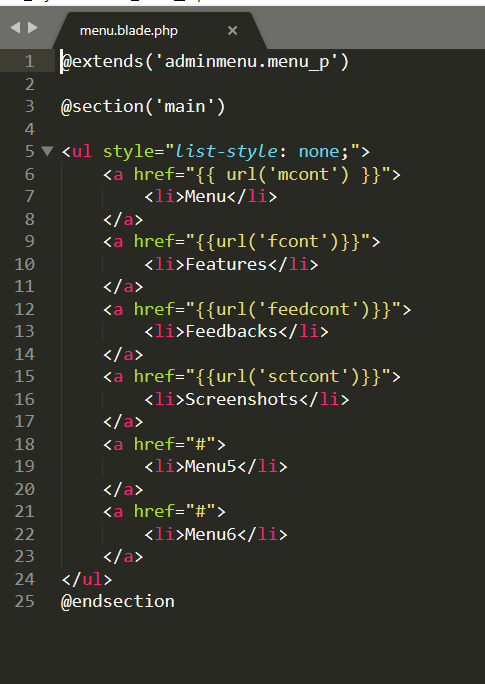 menu.blade.php ×
1 @extends('adminmenu.menu_p')
2
3 @section('main')
4
5 <ul style="list-style: none;">
6     <a href="{{ url('mcont') }}">
7         <li>Menu</li>
8     </a>
9     <a href="{{url('fcont')}}">
10         <li>Features</li>
11     </a>
12     <a href="{{url('feedcont')}}">
13         <li>Feedbacks</li>
14     </a>
15     <a href="{{url('sctcont')}}">
16         <li>Screenshots</li>
17     </a>
18     <a href="#">
19         <li>Menu5</li>
20     </a>
21     <a href="#">
22         <li>Menu6</li>
23     </a>
24 </ul>
25 @endsection